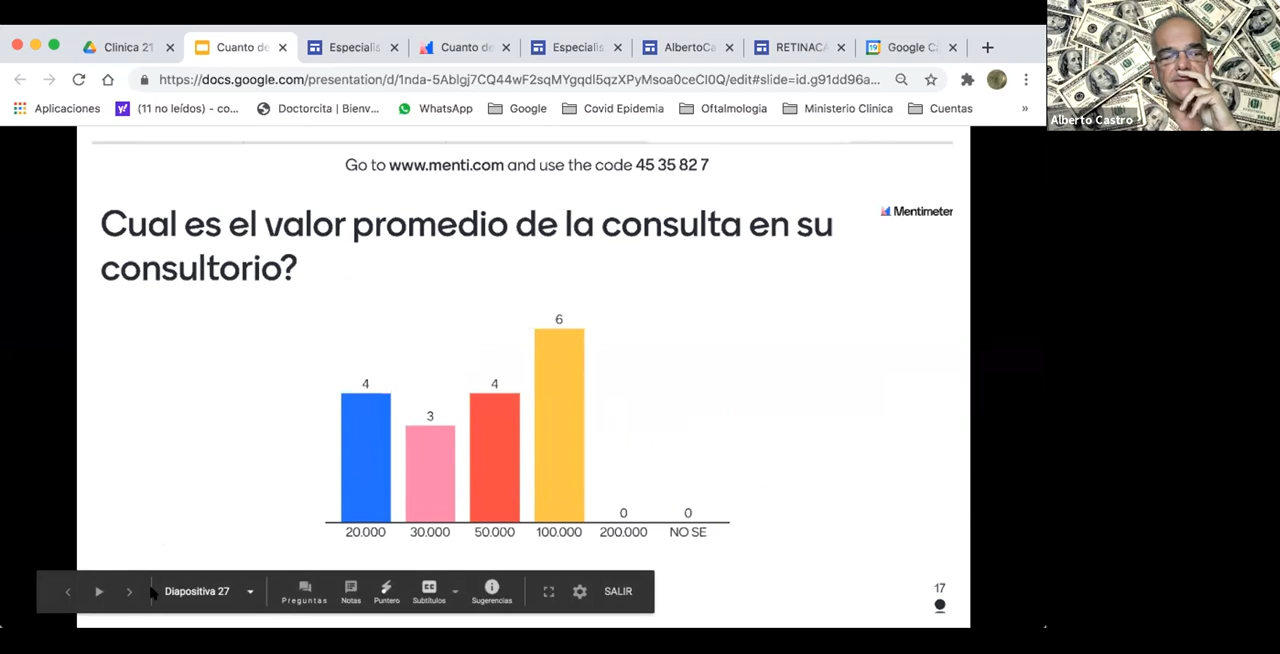 Clinica 21
Cuanto de
Especialis
Cuanto de
Especialis
AlbertoCa
RETINACA
Google C
https://docs.google.com/presentation/d/1nda-5Ablgj7CQ44wF2sqMYgqdl5qzXPyMsoa0ceCl0Q/edit#slide=id.g91dd96a...
Aplicaciones
(11 no leídos) - co...
Doctorcita | Bienv...
WhatsApp
Google
Covid Epidemia
Oftalmologia
Ministerio Clinica
Cuentas
»
Alberto Castro
Go to www.menti.com and use the code 45 35 82 7
Mentimeter
Cual es el valor promedio de la consulta en su
consultorio?
4
3
4
6
0
0
20.000
30.000
50.000
100.000
200.000
NO SE
Diapositiva 27
Preguntas
Notas
Puntero
Subtítulos
Sugerencias
SALIR
17